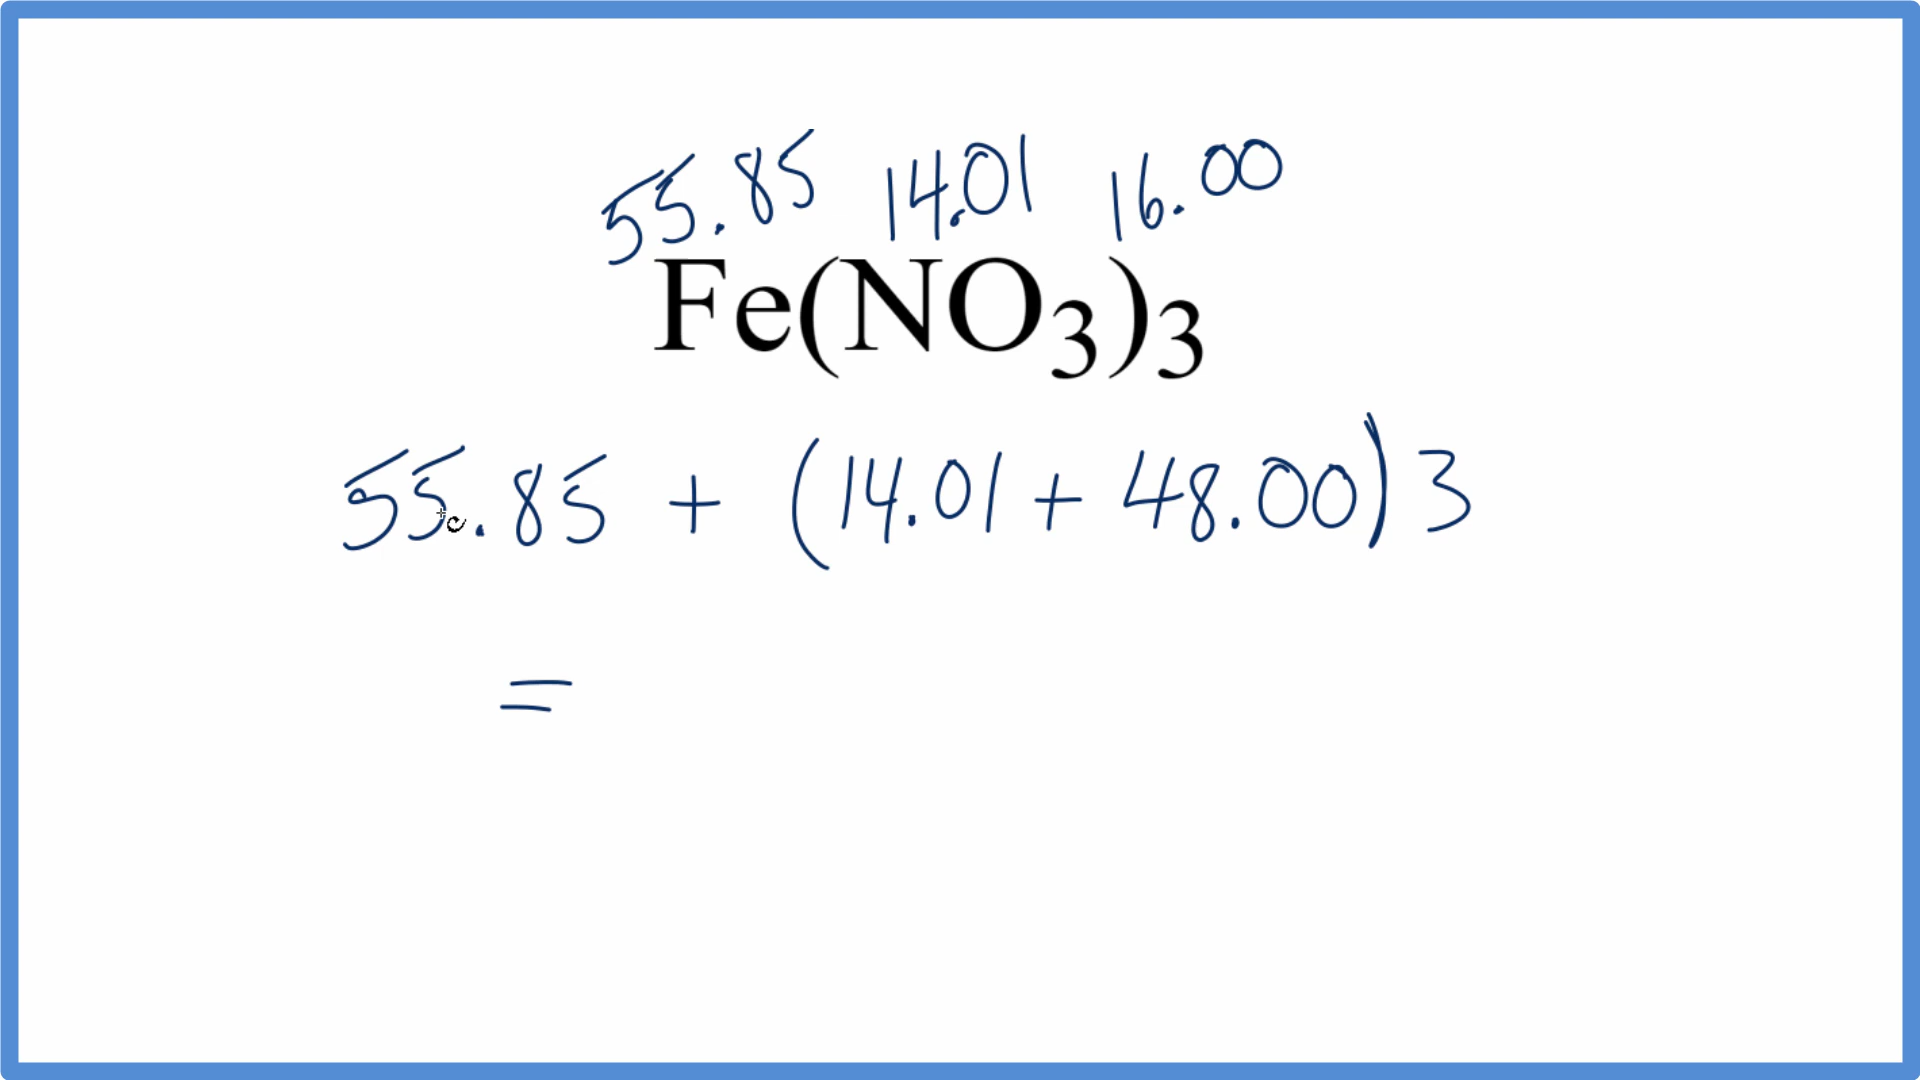 55.85 14.01 16.00
Fe(NO₃)₃
55.85 + (14.01 + 48.00) 3
=